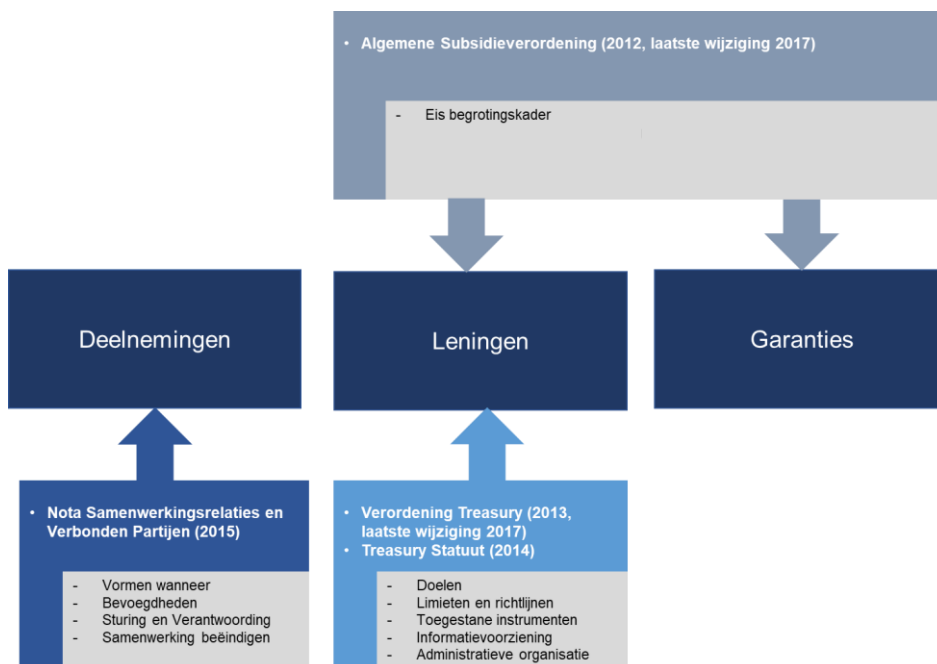 • Algemene Subsidieverordening (2012, laatste wijziging 2017)
- Eis begrotingskader
Deelnemingen
Leningen
Garanties
• Nota Samenwerkingsrelaties en
Verbonden Partijen (2015)
- Vormen wanneer
- Bevoegdheden
- Sturing en Verantwoording
- Samenwerking beëindigen
• Verordening Treasury (2013,
laatste wijziging 2017)
• Treasury Statuut (2014)
- Doelen
- Limieten en richtlijnen
- Toegestane instrumenten
- Informatievoorziening
- Administratieve organisatie